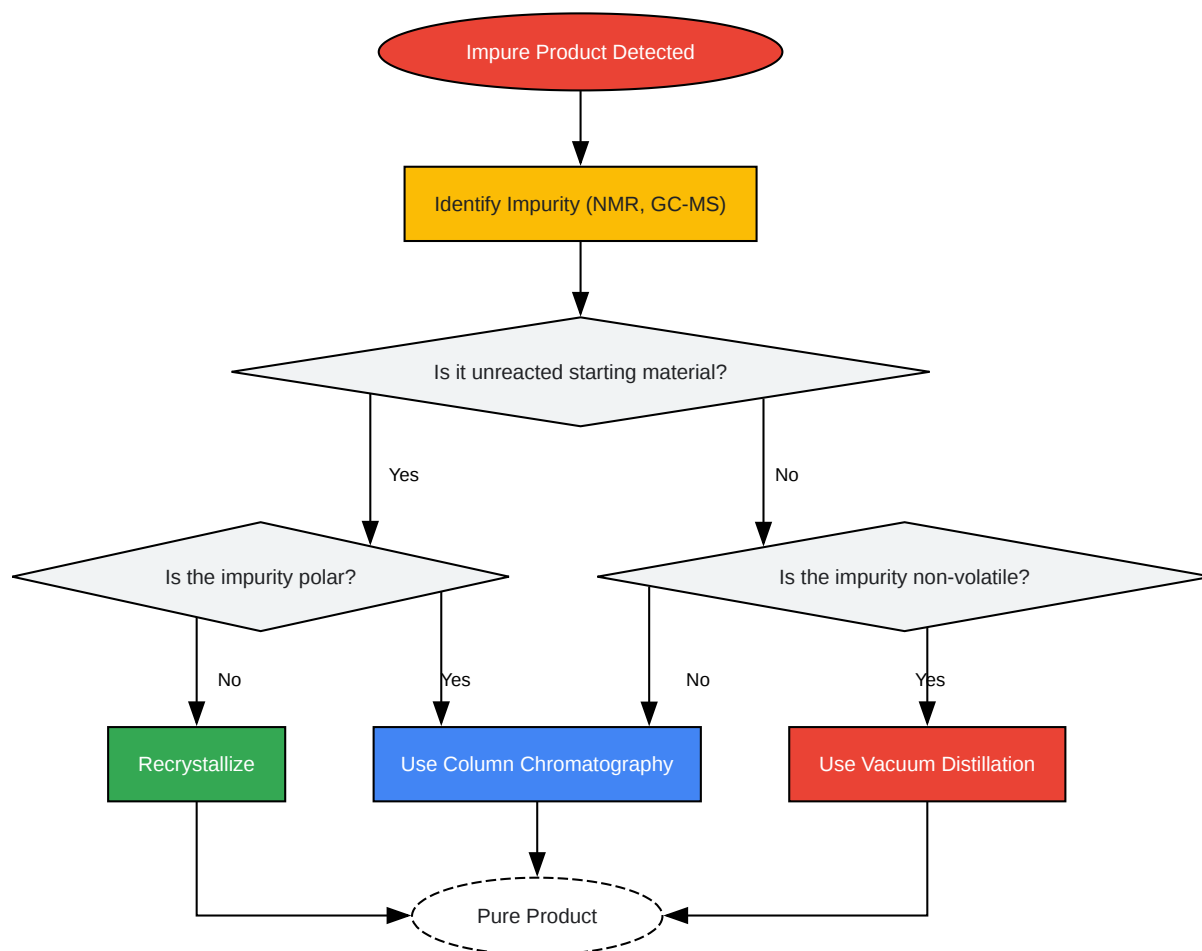 Impure Product Detected
Identify Impurity (NMR, GC-MS)
Is it unreacted starting material?
Yes
No
Is the impurity polar?
Is the impurity non-volatile?
No
Yes
No
Yes
Recrystallize
Use Column Chromatography
Use Vacuum Distillation
Pure Product